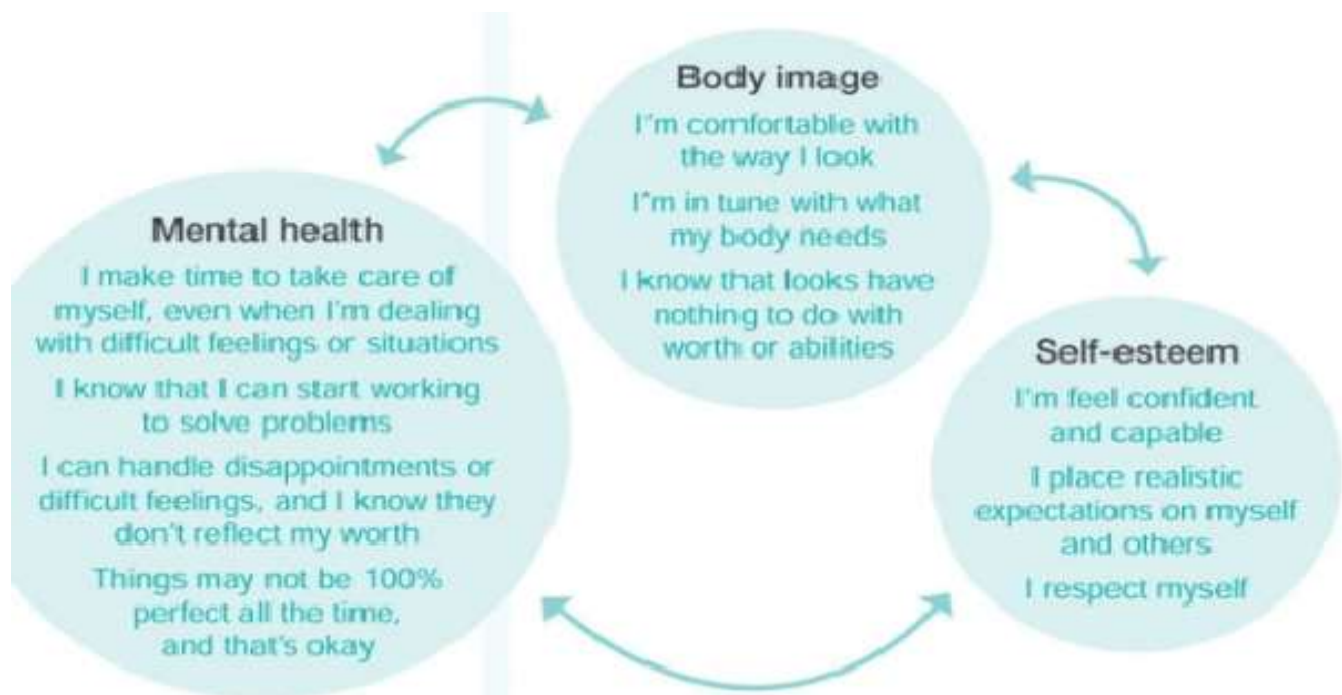 Body image
I'm comfortable with
the way I look
I'm in tune with what
my body needs
I know that looks have
nothing to do with
worth or abilities
Mental health
I make time to take care of
myself, even when I'm dealing
with difficult feelings or situations
I know that I can start working
to solve problems
I can handle disappointments or
difficult feelings, and I know they
don't reflect my worth
Things may not be 100%
perfect all the time,
and that's okay
Self-esteem
I'm feel confident
and capable
I place realistic
expectations on myself
and others
I respect myself